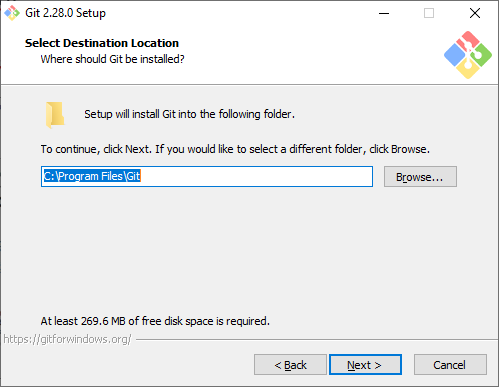 Git 2.28.0 Setup
Select Destination Location
Where should Git be installed?
Setup will install Git into the following folder.
To continue, click Next. If you would like to select a different folder, click Browse.
C:\Program Files\Git
Browse...
At least 269.6 MB of free disk space is required.
https://gitforwindows.org/
< Back
Next >
Cancel